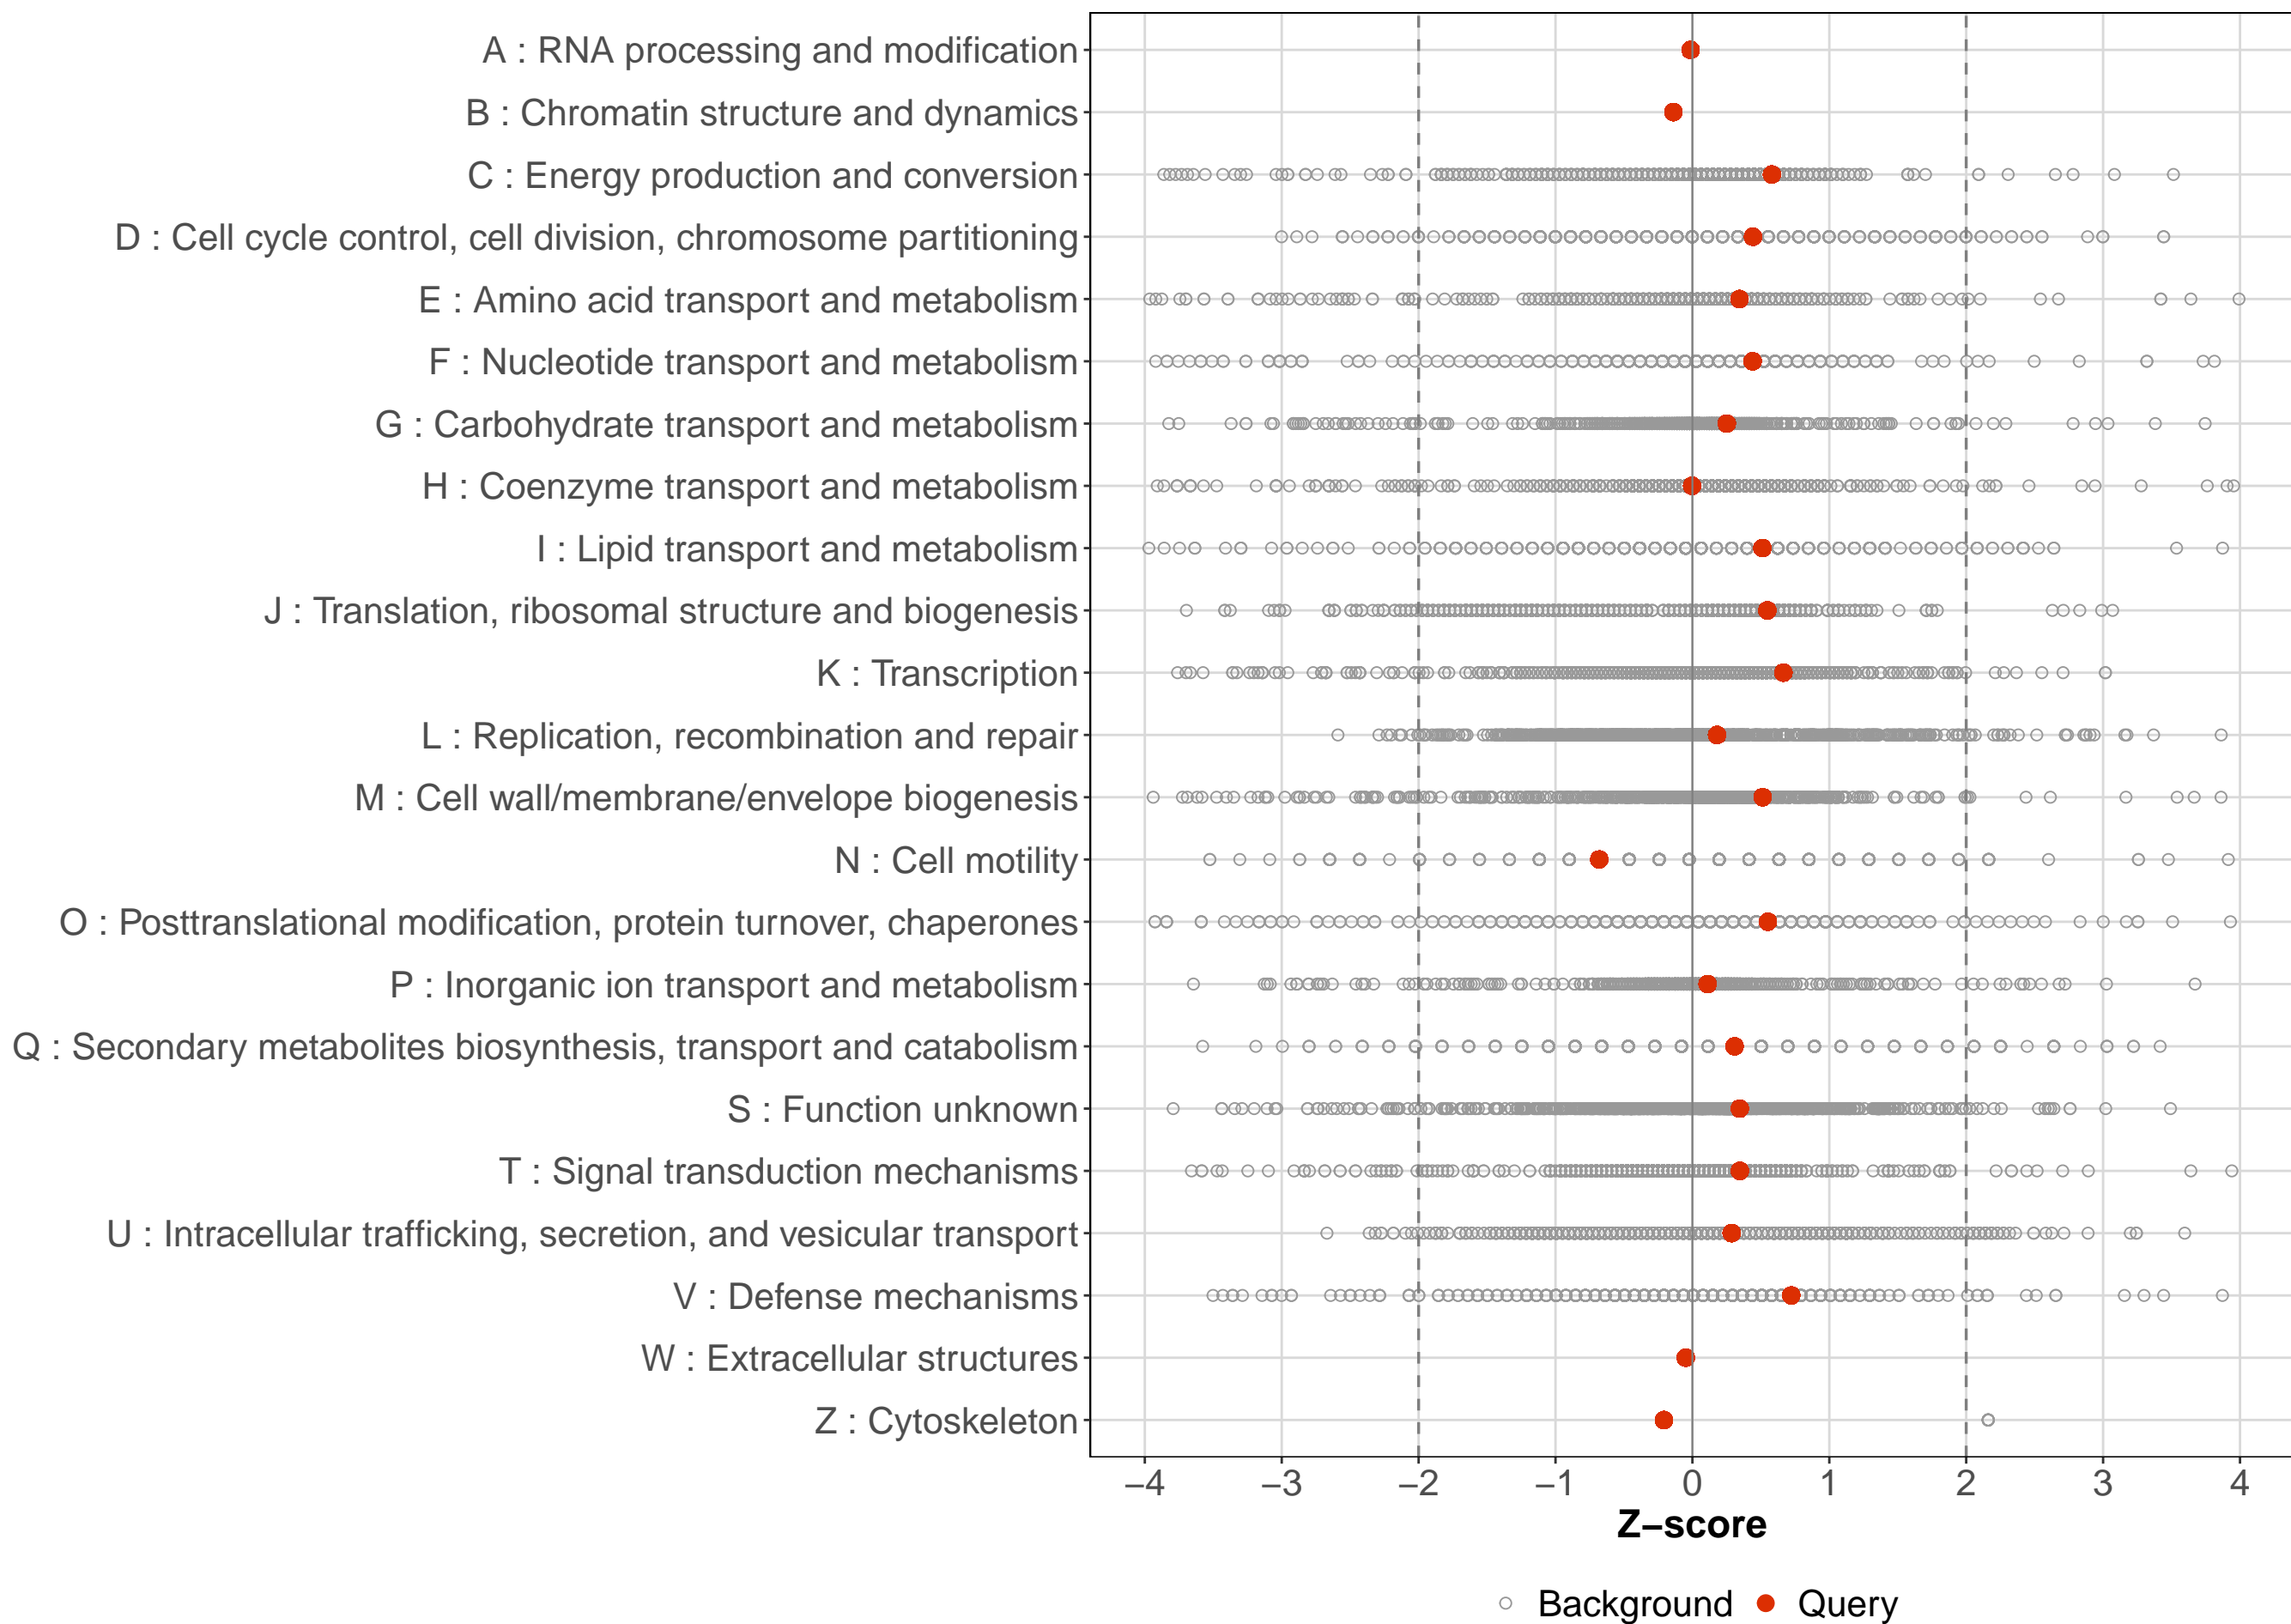 A : RNA processing and modification
B : Chromatin structure and dynamics
C : Energy production and conversion
D : Cell cycle control, cell division, chromosome partitioning
E : Amino acid transport and metabolism
F : Nucleotide transport and metabolism
G : Carbohydrate transport and metabolism
H : Coenzyme transport and metabolism
I : Lipid transport and metabolism
J : Translation, ribosomal structure and biogenesis
K : Transcription
L : Replication, recombination and repair
M : Cell wall/membrane/envelope biogenesis
N : Cell motility
O : Posttranslational modification, protein turnover, chaperones
P : Inorganic ion transport and metabolism
Q : Secondary metabolites biosynthesis, transport and catabolism
S : Function unknown
T : Signal transduction mechanisms
U : Intracellular trafficking, secretion, and vesicular transport
V : Defense mechanisms
W : Extracellular structures
Z : Cytoskeleton
−4 −3 −2 −1 0 1 2 3 4
Z−score
Background Query